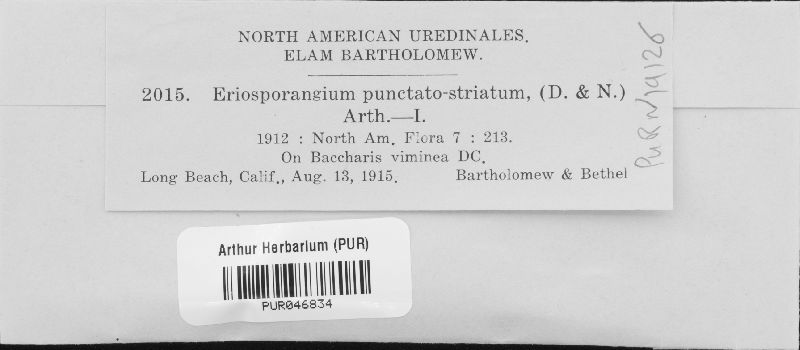 NORTH AMERICAN UREDINALES.
ELAM BARTHOLOMEW.
2015. Eriosporangium punctato-striatum, (D. & N.)
Arth.—I.
1912 : North Am. Flora 7 : 213.
On Baccharis viminea DC.
Long Beach, Calif., Aug. 13, 1915. Bartholomew & Bethel
PUR N19126
Arthur Herbarium (PUR)
PUR046834